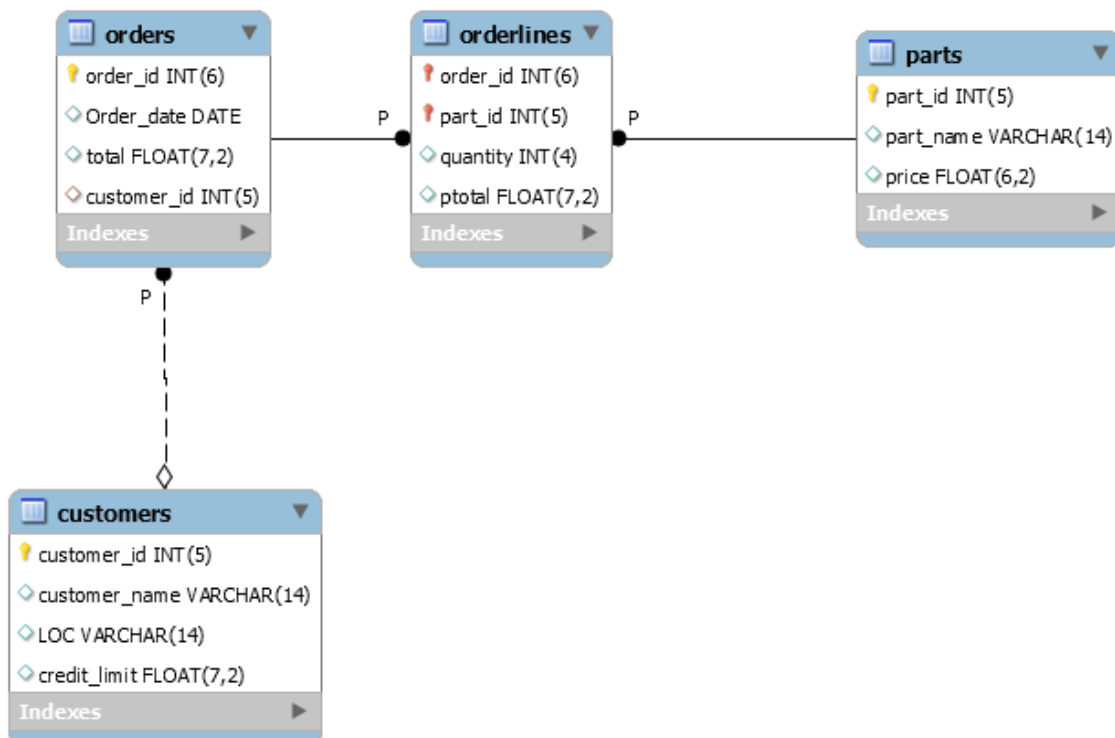 orders
order_id INT(6)
Order_date DATE
total FLOAT(7,2)
customer_id INT(5)
Indexes
P
P
orderlines
order_id INT(6)
part_id INT(5)
quantity INT(4)
ptotal FLOAT(7,2)
Indexes
P
parts
part_id INT(5)
part_name VARCHAR(14)
price FLOAT(6,2)
Indexes
customers
customer_id INT(5)
customer_name VARCHAR(14)
LOC VARCHAR(14)
credit_limit FLOAT(7,2)
Indexes